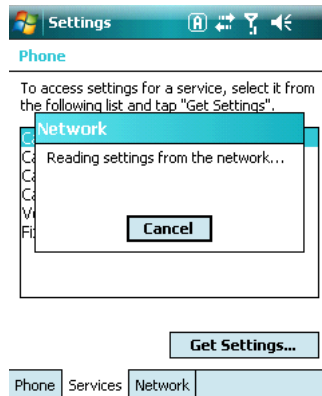 Settings
A
Phone
To access settings for a service, select it from
the following list and tap "Get Settings".
Network
Reading settings from the network...
Cancel
Get Settings...
Phone Services Network